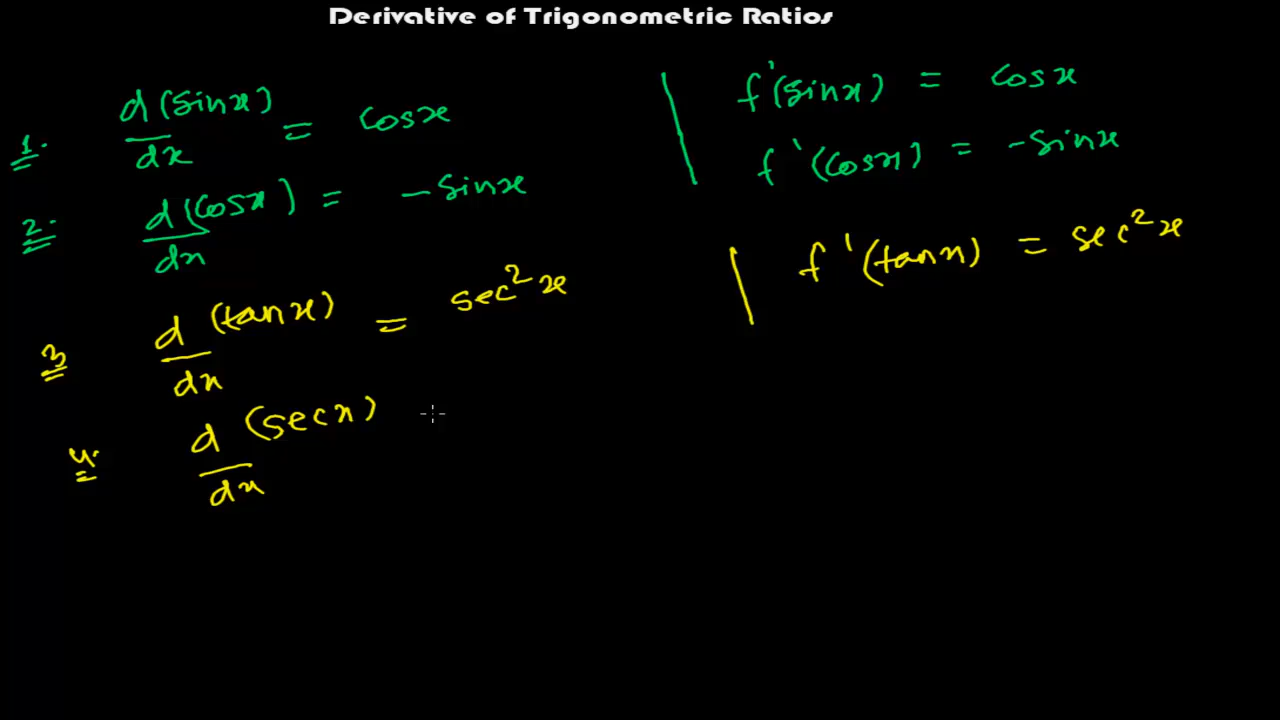 Derivative of Trigonometric Ratios
1. d(sinx)/dx = cosx | f'(sinx) = cosx
2. d(cosx)/dx = -sinx f'(cosx) = -sinx
3 d/dx (tanx) = sec²x | f'(tanx) = sec²x
4. d/dx (secx)